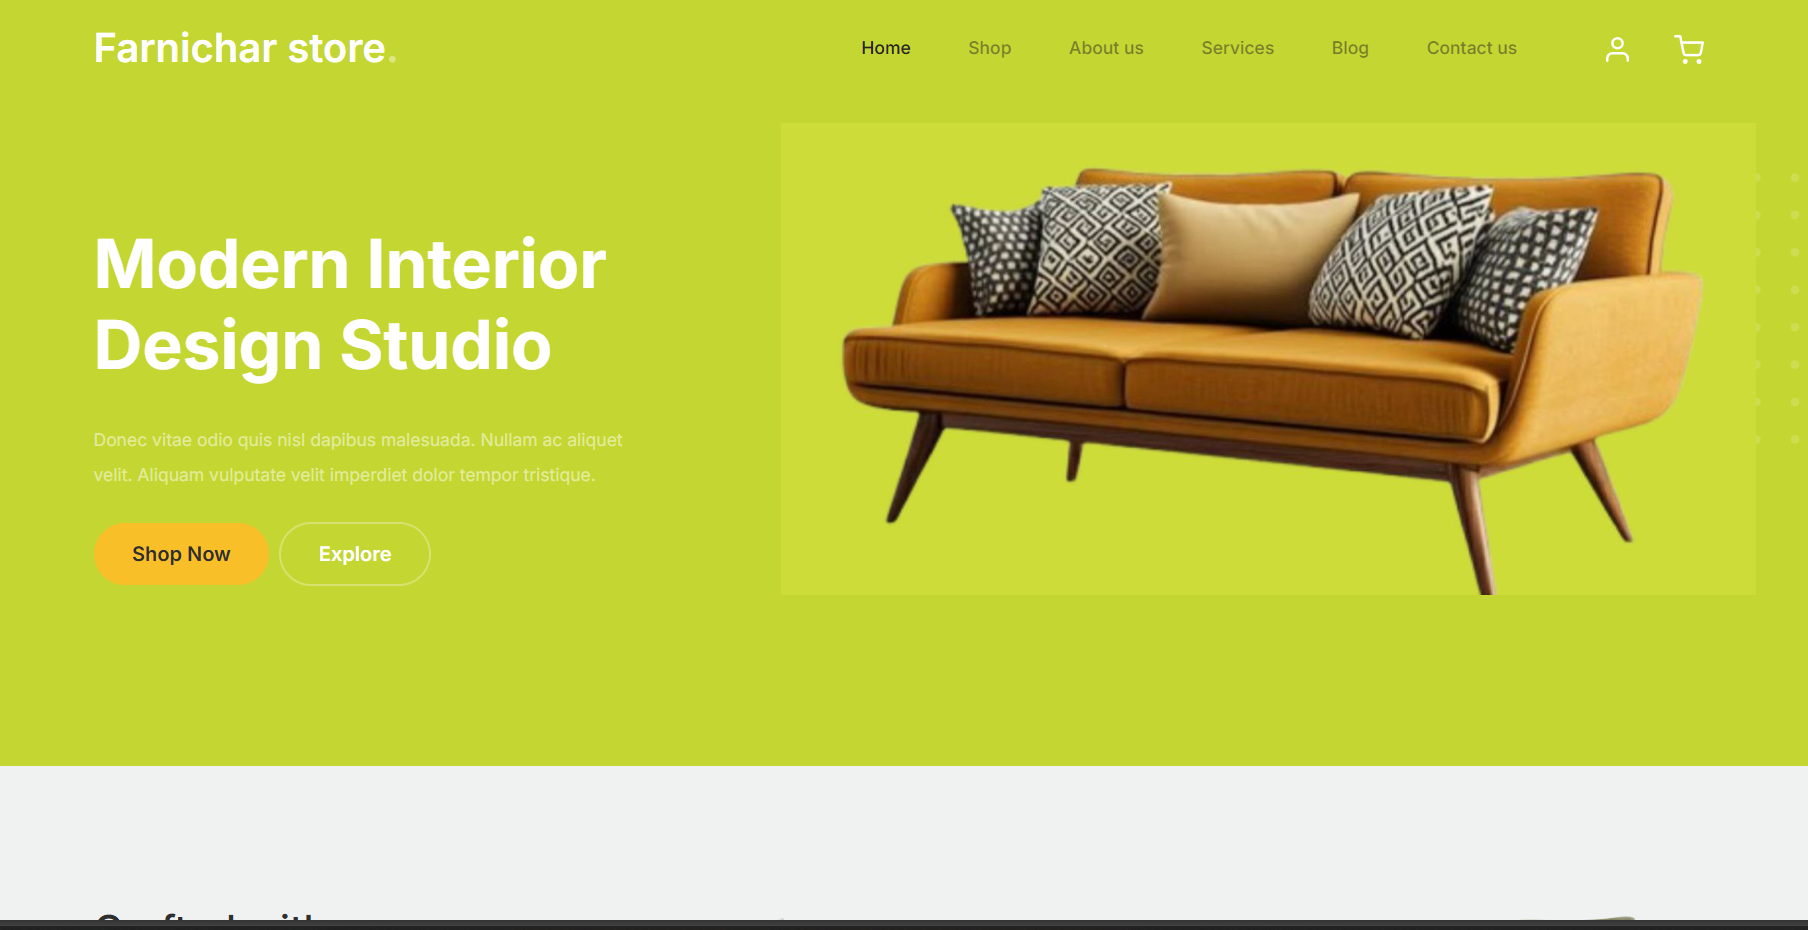 Farnichar store.
Home Shop About us Services Blog Contact us
Modern Interior
Design Studio
Donec vitae odio quis nisl dapibus malesuada. Nullam ac aliquet
velit. Aliquam vulputate velit imperdiet dolor tempor tristique.
Shop Now Explore